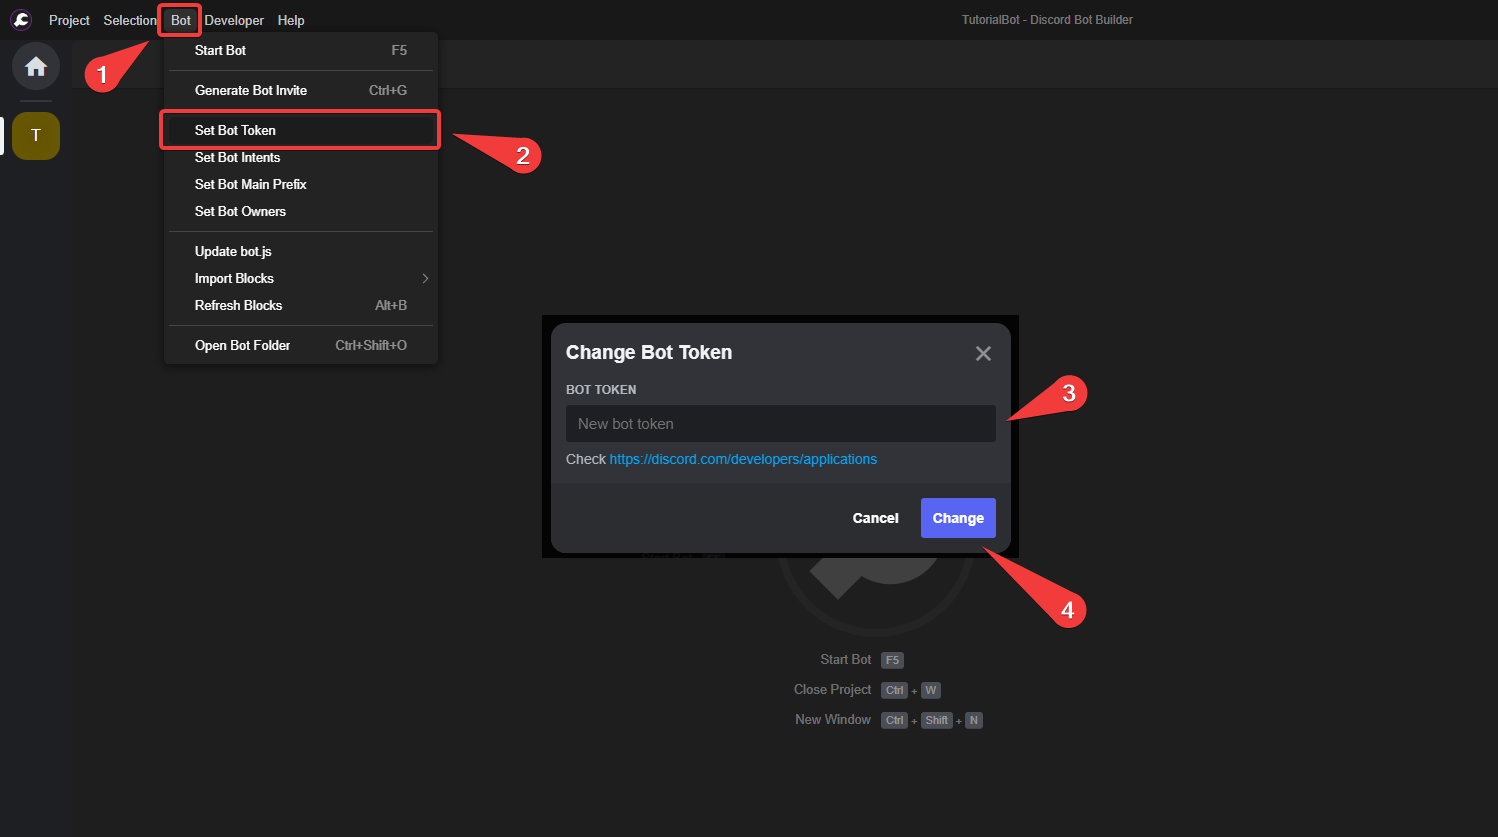 Project Selection Bot Developer Help
TutorialBot - Discord Bot Builder
1
T
Start Bot F5
Generate Bot Invite Ctrl+G
Set Bot Token
2
Set Bot Intents
Set Bot Main Prefix
Set Bot Owners
Update bot.js
Import Blocks
Refresh Blocks Alt+B
Open Bot Folder Ctrl+Shift+O
Change Bot Token
BOT TOKEN
3
New bot token
Check https://discord.com/developers/applications
Cancel Change
4
Start Bot F5
Close Project Ctrl + W
New Window Ctrl + Shift + N